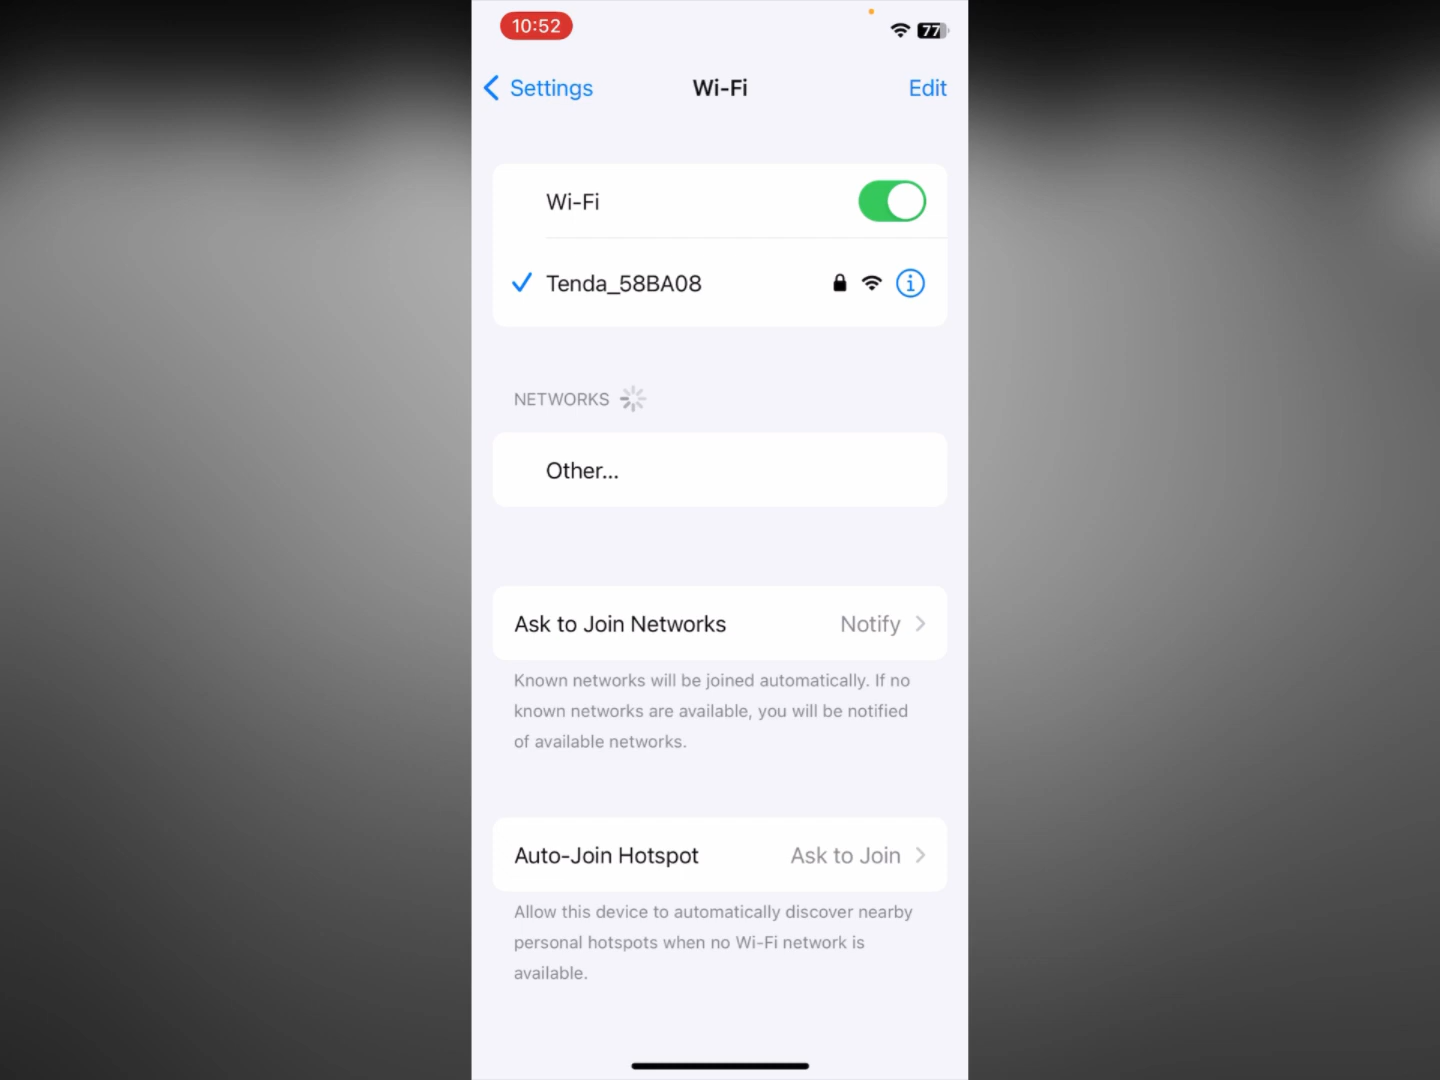 10:52
77
Settings
Wi-Fi
Edit
Wi-Fi
Tenda_58BA08
NETWORKS
Other...
Ask to Join Networks
Notify
Known networks will be joined automatically. If no
known networks are available, you will be notified
of available networks.
Auto-Join Hotspot
Ask to Join
Allow this device to automatically discover nearby
personal hotspots when no Wi-Fi network is
available.